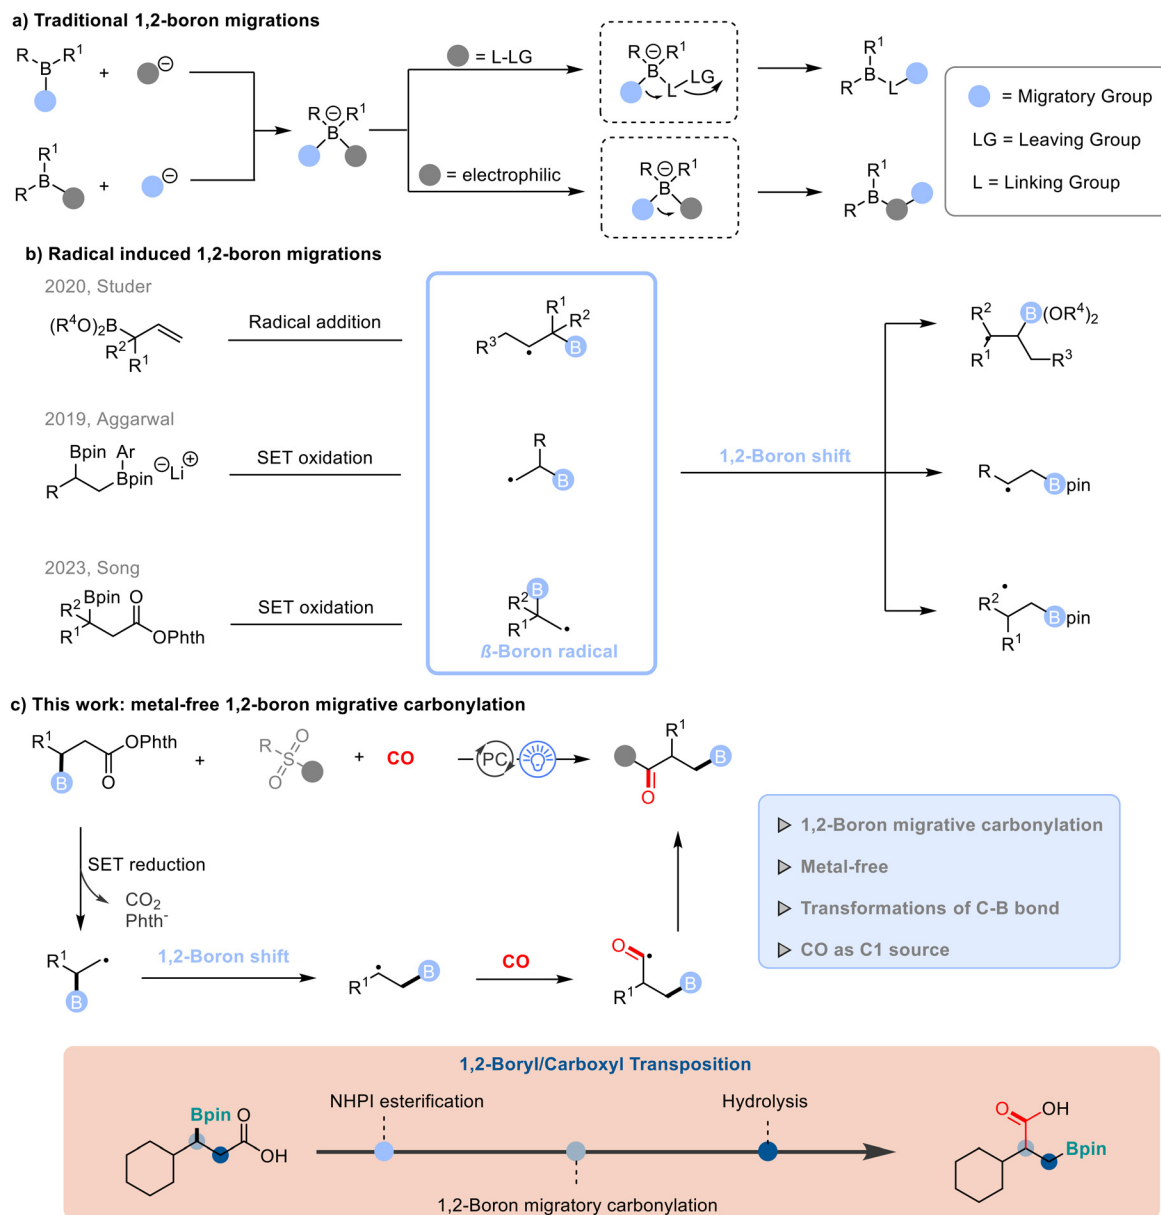 a) Traditional 1,2-boron migrations
R R¹
B
+
⊖
= L-LG
R ⊖ R¹
B
LG
L
R¹
B
R L
= Migratory Group
LG = Leaving Group
L = Linking Group
R ⊖ R¹
B
R¹
B
R
+
⊖
= electrophilic
R ⊖ R¹
B
R¹
B
R
b) Radical induced 1,2-boron migrations
2020, Studer
(R⁴O)₂B
R² R¹
Radical addition
R¹
R²
R³
B
R² B(OR⁴)₂
R¹ R³
2019, Aggarwal
Bpin Ar
R Bpin ⊖Li⊕
SET oxidation
R
B
1,2-Boron shift
R Bpin
2023, Song
Bpin O
R²
R¹ OPhth
SET oxidation
B
R²
R¹
ß-Boron radical
R² Bpin
R¹
c) This work: metal-free 1,2-boron migrative carbonylation
R¹ OPhth
B O
+
R O
S
O
+ CO
PC
R¹
B
O
SET reduction
CO₂
Phth⁻
1,2-Boron migrative carbonylation
Metal-free
Transformations of C-B bond
CO as C1 source
R¹
B
1,2-Boron shift
R¹ B
CO
O
R¹ B
1,2-Boryl/Carboxyl Transposition
Bpin O
OH
NHPI esterification
Hydrolysis
1,2-Boron migratory carbonylation
O OH
Bpin